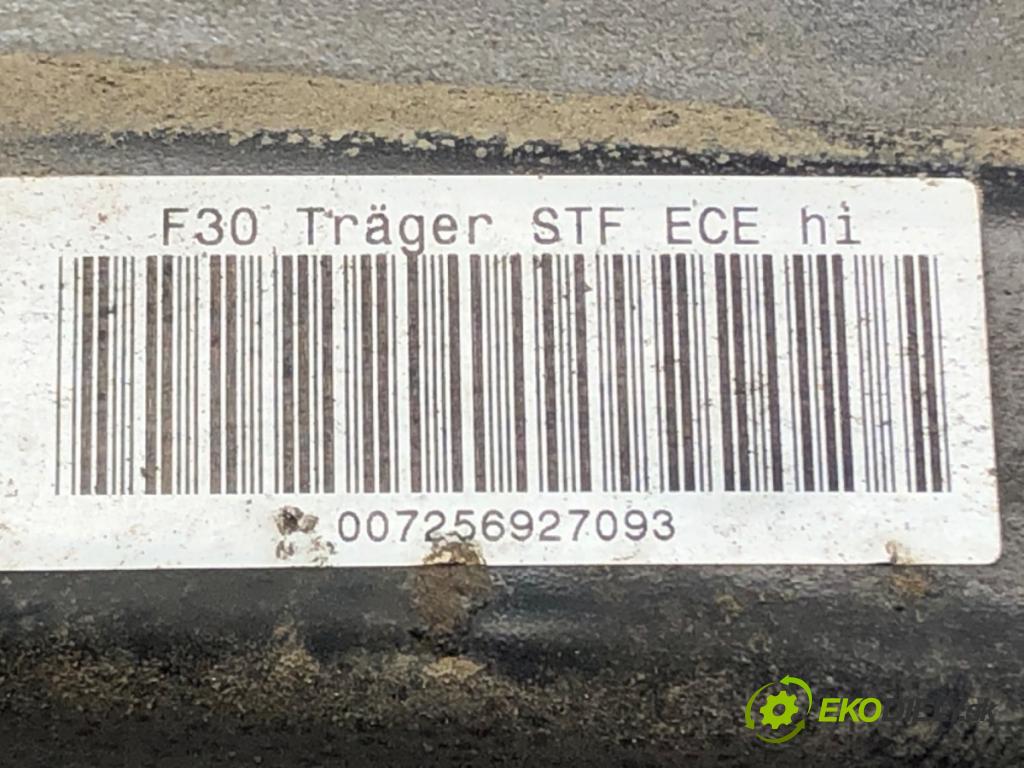 F30 Träger STF ECE hi
007256927093
EKO